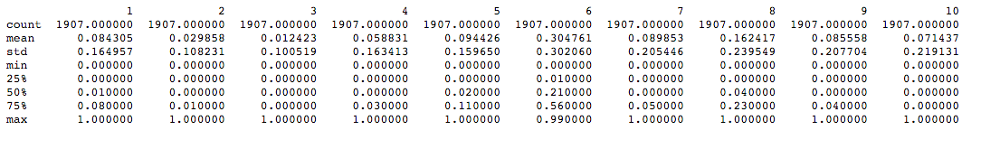 1 2 3 4 5 6 7 8 9 10
count 1907.000000 1907.000000 1907.000000 1907.000000 1907.000000 1907.000000 1907.000000 1907.000000 1907.000000 1907.000000
mean 0.084305 0.029858 0.012423 0.058831 0.094426 0.304761 0.089853 0.162417 0.085558 0.071437
std 0.164957 0.108231 0.100519 0.163413 0.159650 0.302060 0.205446 0.239549 0.207704 0.219131
min 0.000000 0.000000 0.000000 0.000000 0.000000 0.000000 0.000000 0.000000 0.000000 0.000000
25% 0.000000 0.000000 0.000000 0.000000 0.000000 0.010000 0.000000 0.000000 0.000000 0.000000
50% 0.010000 0.000000 0.000000 0.000000 0.020000 0.210000 0.000000 0.040000 0.000000 0.000000
75% 0.080000 0.010000 0.000000 0.030000 0.110000 0.560000 0.050000 0.230000 0.040000 0.000000
max 1.000000 1.000000 1.000000 1.000000 1.000000 0.990000 1.000000 1.000000 1.000000 1.000000